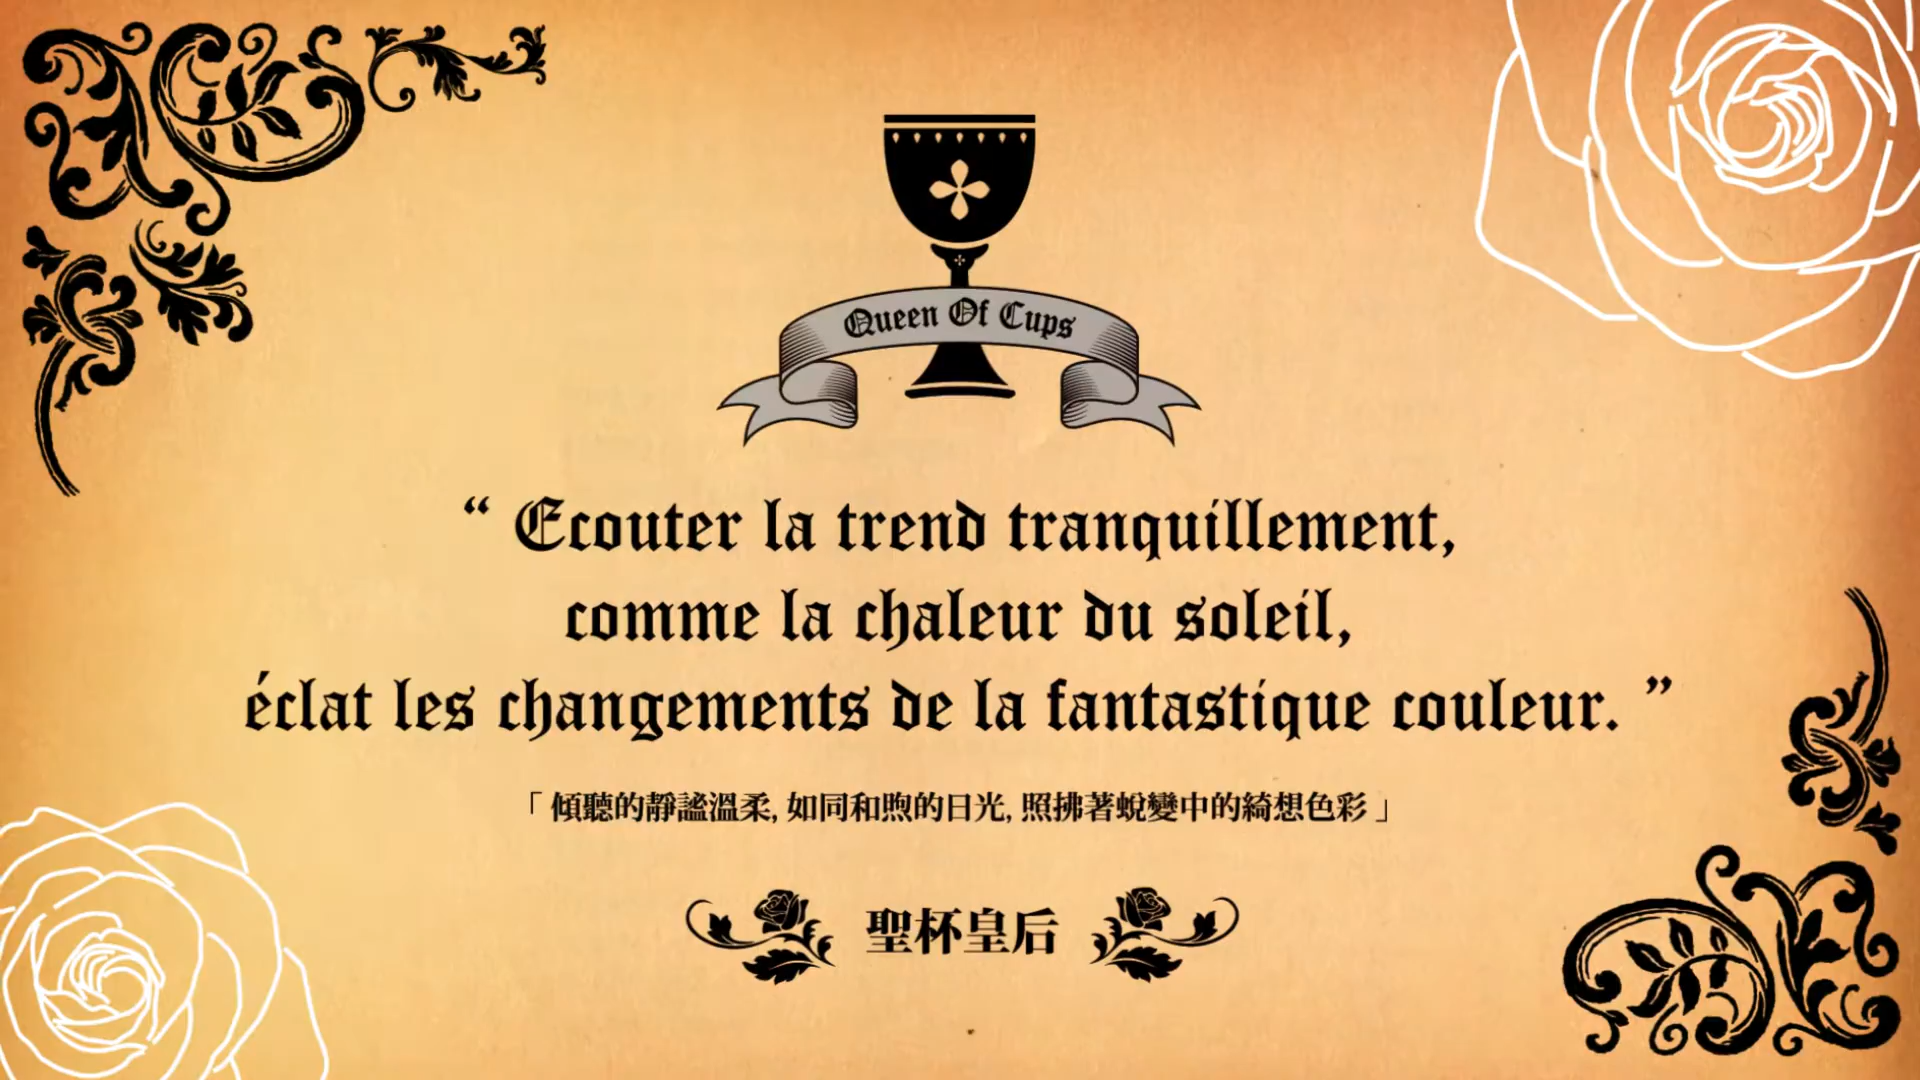 Queen Of Cups
“ Ecouter la trend tranquillement,
comme la chaleur du soleil,
éclat les changements de la fantastique couleur. ”
「 傾聽的靜謐溫柔, 如同和煦的日光, 照拂著蛻變中的綺想色彩 」
聖杯皇后